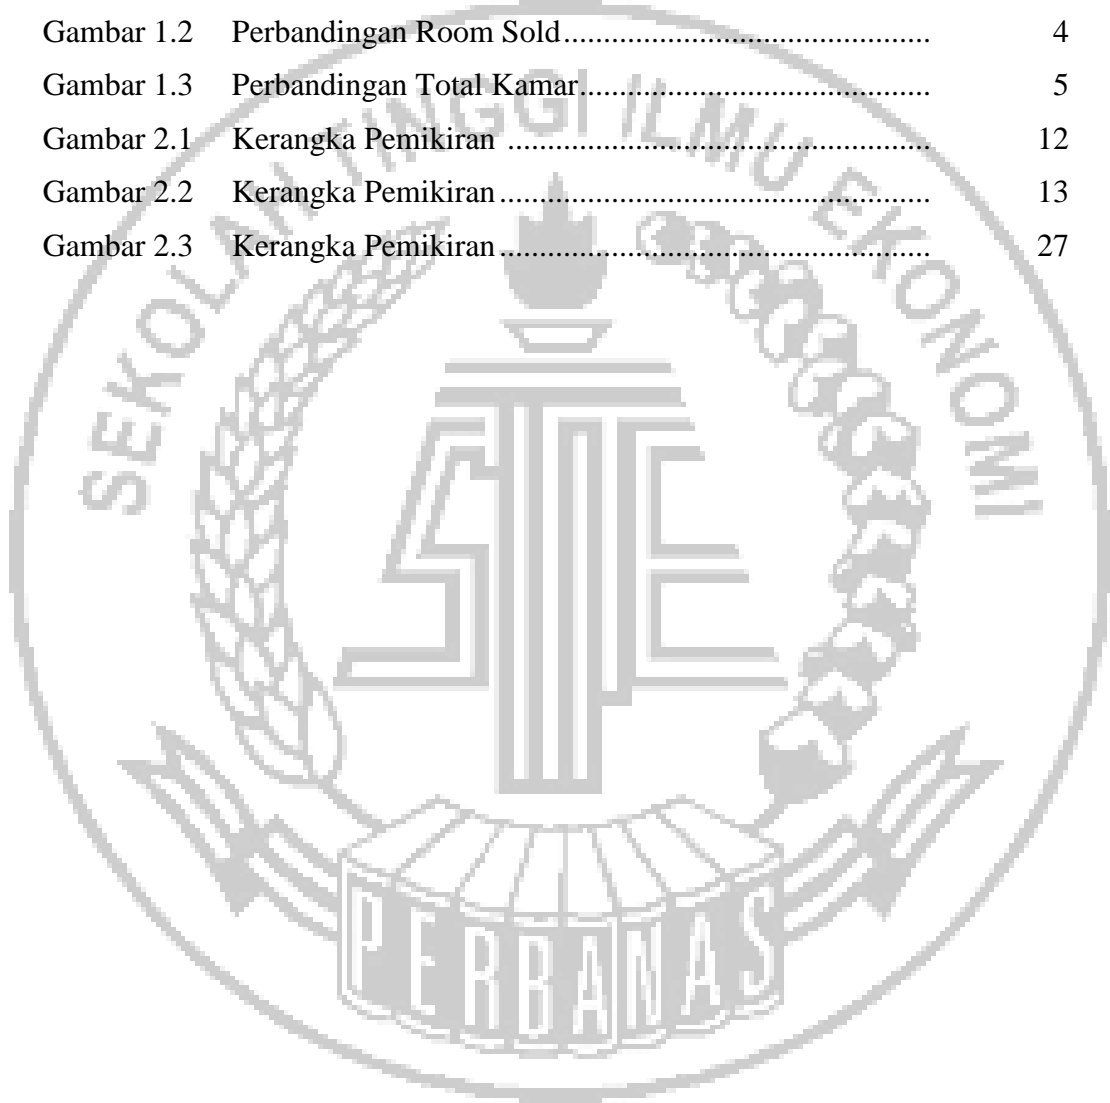 Gambar 1.2 Perbandingan Room Sold............................................. 4
Gambar 1.3 Perbandingan Total Kamar........................................... 5
Gambar 2.1 Kerangka Pemikiran .................................................... 12
Gambar 2.2 Kerangka Pemikiran..................................................... 13
Gambar 2.3 Kerangka Pemikiran..................................................... 27
SEKOLAH TINGGI ILMU EKONOMI
STIE
PERBANAS